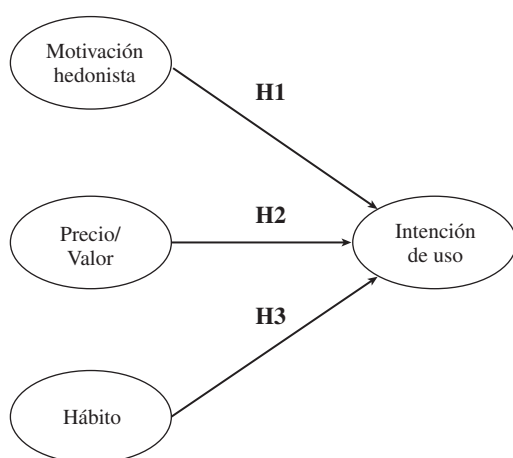 Motivación
hedonista
H1
Precio/
Valor
H2
Intención
de uso
H3
Hábito